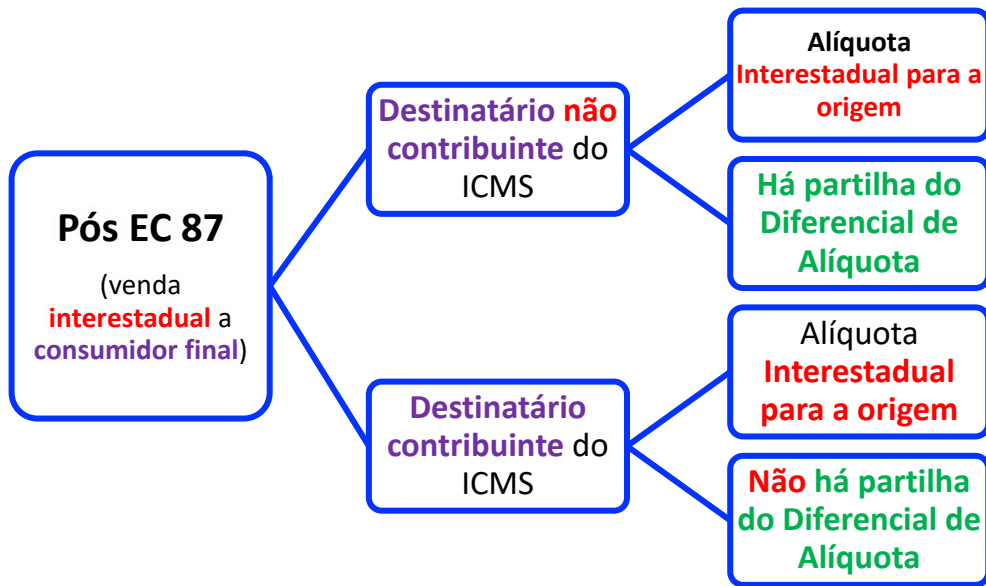 Pós EC 87
(venda
interestadual a
consumidor final)
Destinatário não
contribuinte do
ICMS
Alíquota
Interestadual para a
origem
Há partilha do
Diferencial de
Alíquota
Destinatário
contribuinte do
ICMS
Alíquota
Interestadual
para a origem
Não há partilha
do Diferencial de
Alíquota